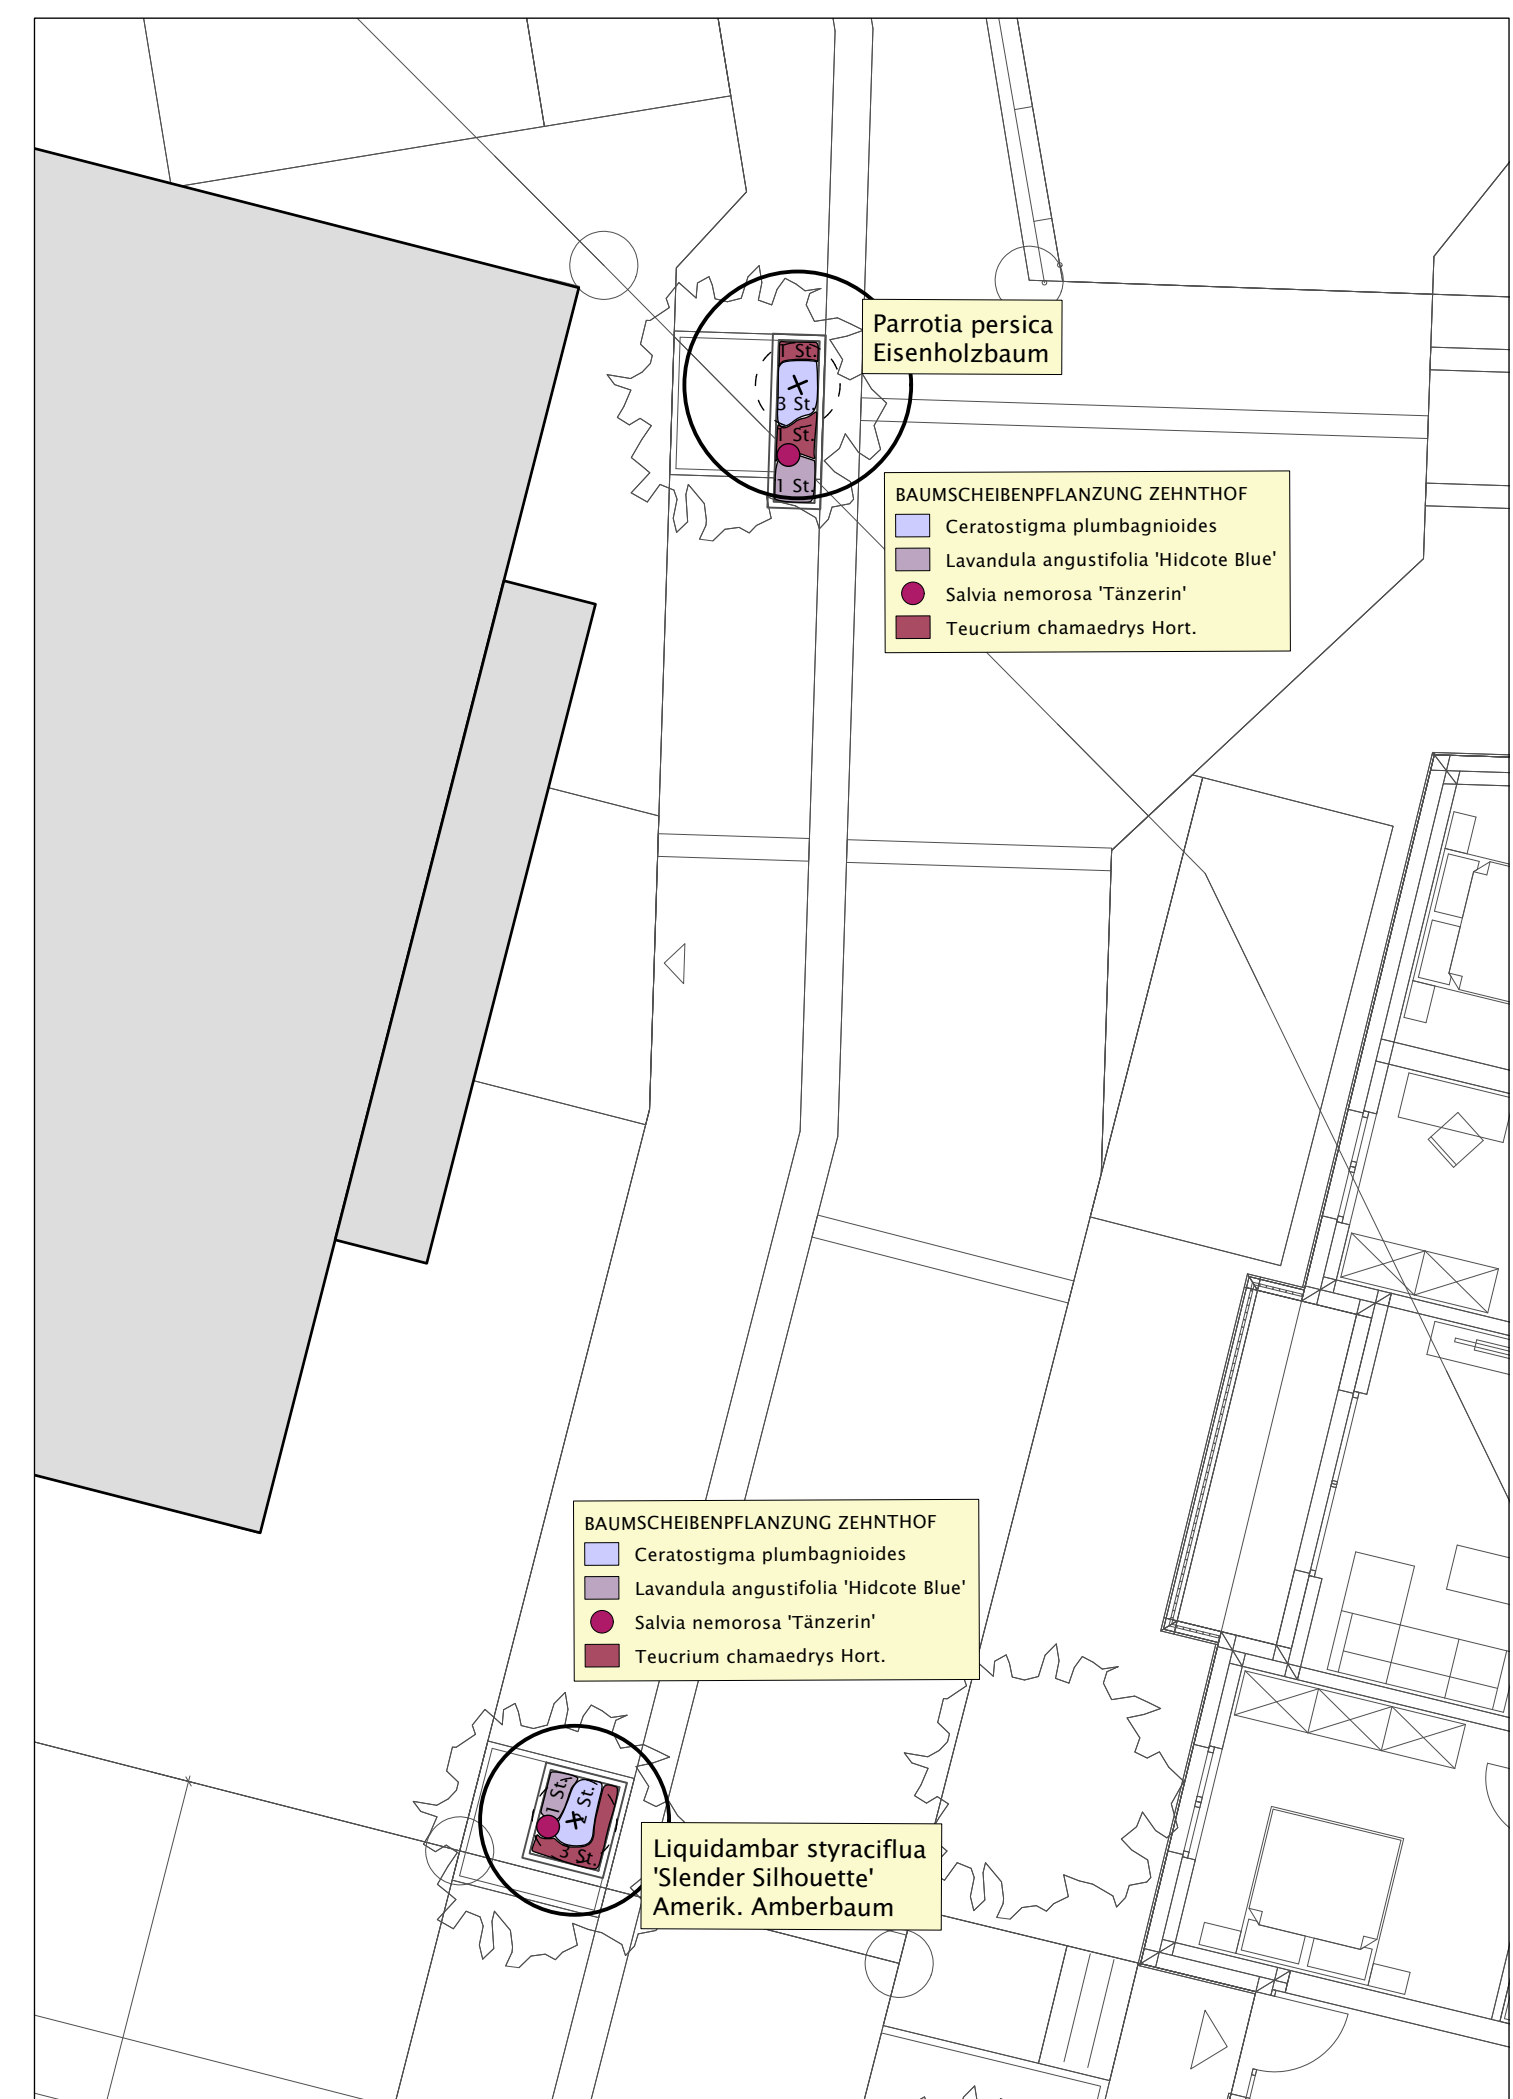 Parrotia persica
Eisenholzbaum
1 St.
3 St.
1 St.
1 St.
BAUMSCHEIBENPFLANZUNG ZEHNTHOF
Ceratostigma plumbagnioides
Lavandula angustifolia 'Hidcote Blue'
Salvia nemorosa 'Tänzerin'
Teucrium chamaedrys Hort.
BAUMSCHEIBENPFLANZUNG ZEHNTHOF
Ceratostigma plumbagnioides
Lavandula angustifolia 'Hidcote Blue'
Salvia nemorosa 'Tänzerin'
Teucrium chamaedrys Hort.
1 St.
St.
3 St.
Liquidambar styraciflua
'Slender Silhouette'
Amerik. Amberbaum